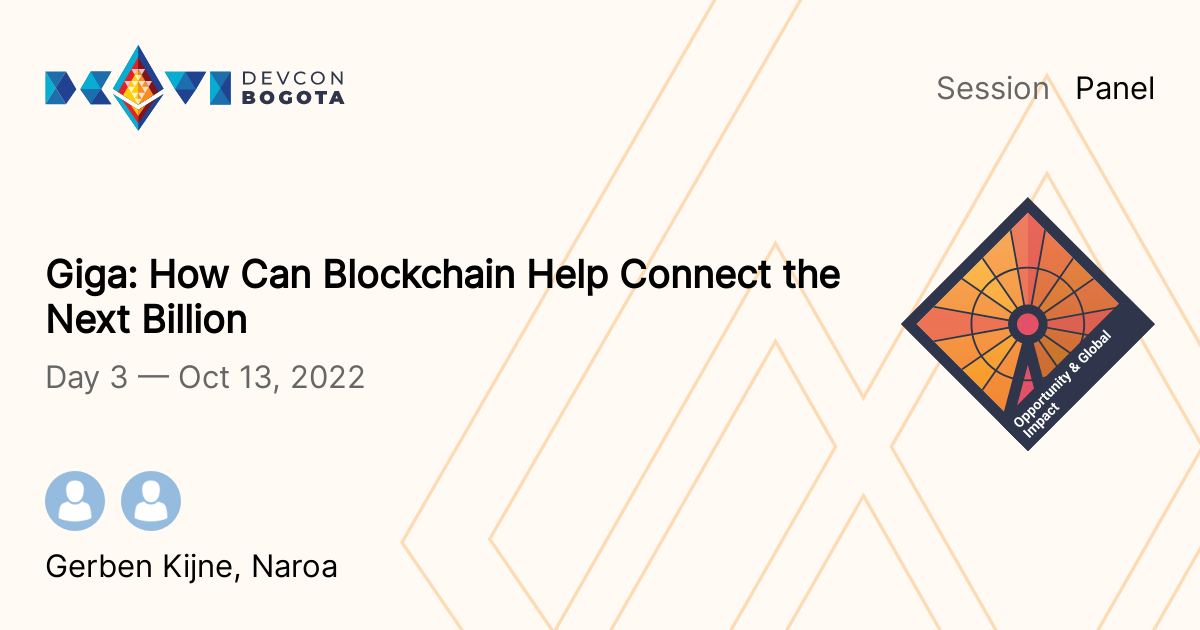 DEVCON
BOGOTA
Session Panel
Giga: How Can Blockchain Help Connect the
Next Billion
Day 3 — Oct 13, 2022
Opportunity & Global
Impact
Gerben Kijne, Naroa